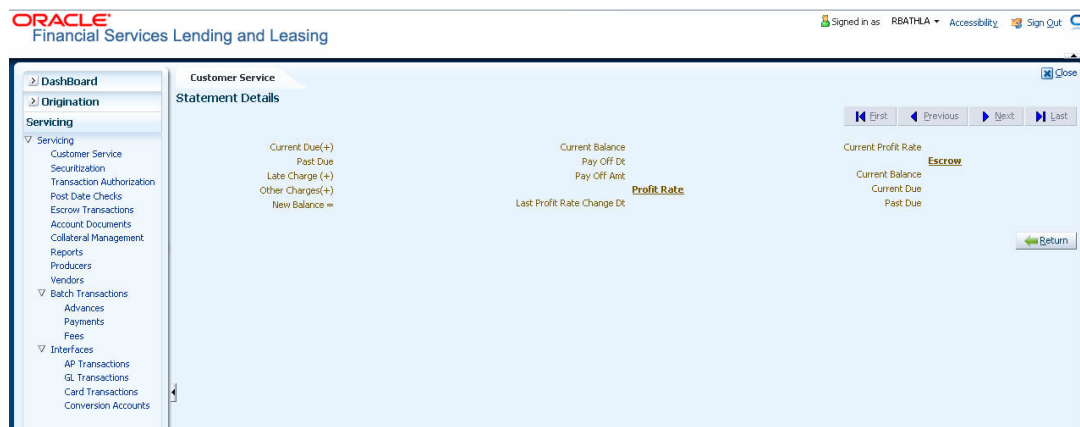 ORACLE
Financial Services Lending and Leasing
Signed in as RBATHLA Accessibility Sign Out
Close
DashBoard
Origination
Servicing
Servicing
Customer Service
Securitization
Transaction Authorization
Post Date Checks
Escrow Transactions
Account Documents
Collateral Management
Reports
Producers
Vendors
Batch Transactions
Advances
Payments
Fees
Interfaces
AP Transactions
GL Transactions
Card Transactions
Conversion Accounts
Customer Service
Statement Details
First Previous Next Last
Current Due(+)
Past Due
Late Charge (+)
Other Charges(+)
New Balance =
Current Balance
Pay Off Dt
Pay Off Amt
Profit Rate
Last Profit Rate Change Dt
Current Profit Rate
Escrow
Current Balance
Current Due
Past Due
Return